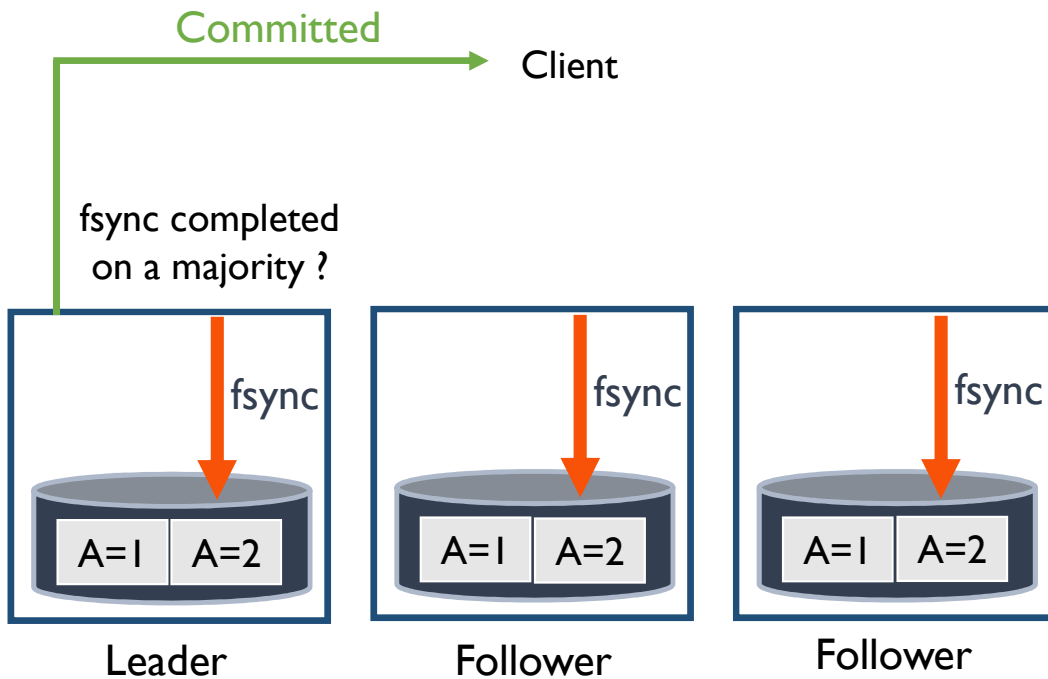 Committed
Client
fsync completed
on a majority ?
fsync
fsync
fsync
A=1 A=2
A=1 A=2
A=1 A=2
Leader
Follower
Follower